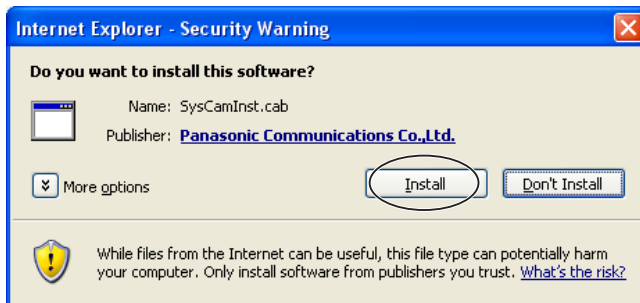 Internet Explorer - Security Warning
Do you want to install this software?
Name: SysCamInst.cab
Publisher: Panasonic Communications Co.,Ltd.
More options
Install
Don't Install
While files from the Internet can be useful, this file type can potentially harm
your computer. Only install software from publishers you trust. What's the risk?